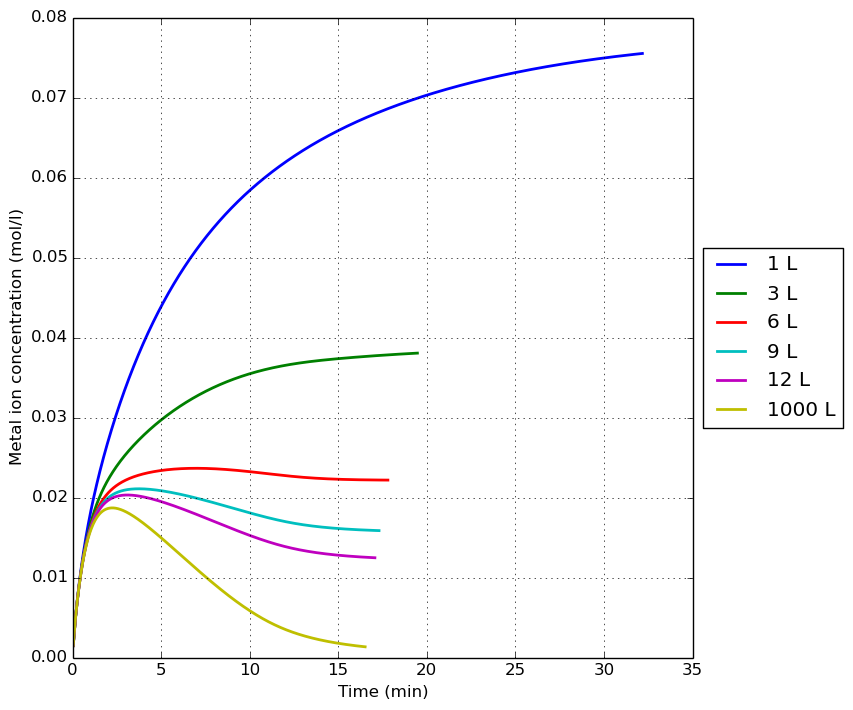 Metal ion concentration (mol/l)
0.08
0.07
0.06
0.05
0.04
0.03
0.02
0.01
0.00
0 5 10 15 20 25 30 35
Time (min)
1 L
3 L
6 L
9 L
12 L
1000 L